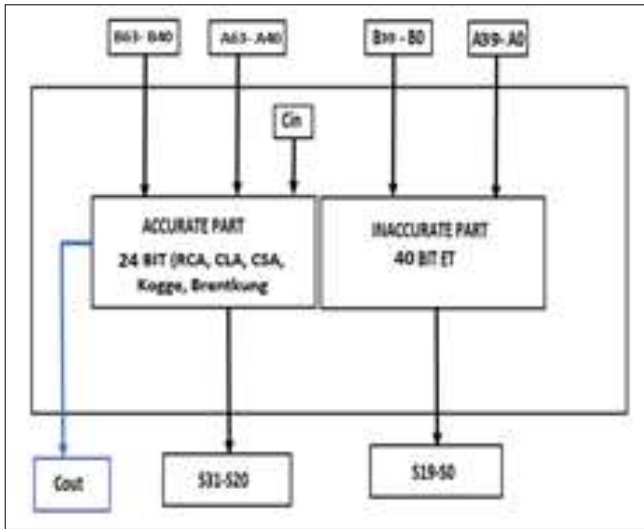 B63- B40
A63- A40
B39 - B0
A39- A0
Cin
ACCURATE PART
24 BIT (RCA, CLA, CSA,
Kogge, Brentkung
INACCURATE PART
40 BIT ET
Cout
S31-S20
S19-S0